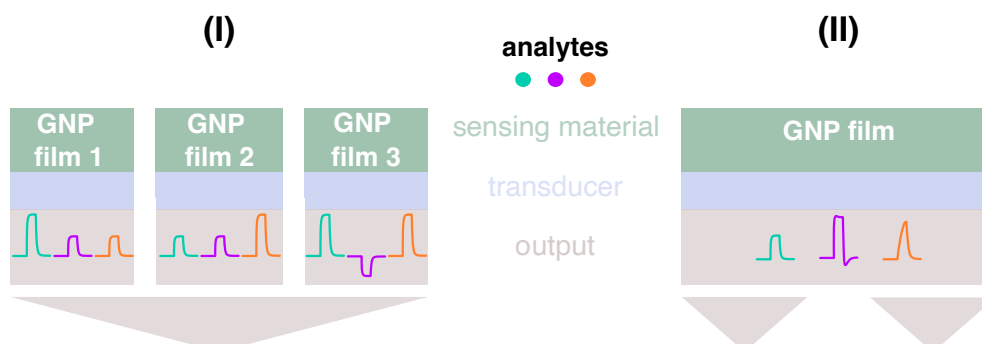 (I)
(II)
analytes
GNP
film 1
GNP
film 2
GNP
film 3
sensing material
GNP film
transducer
output